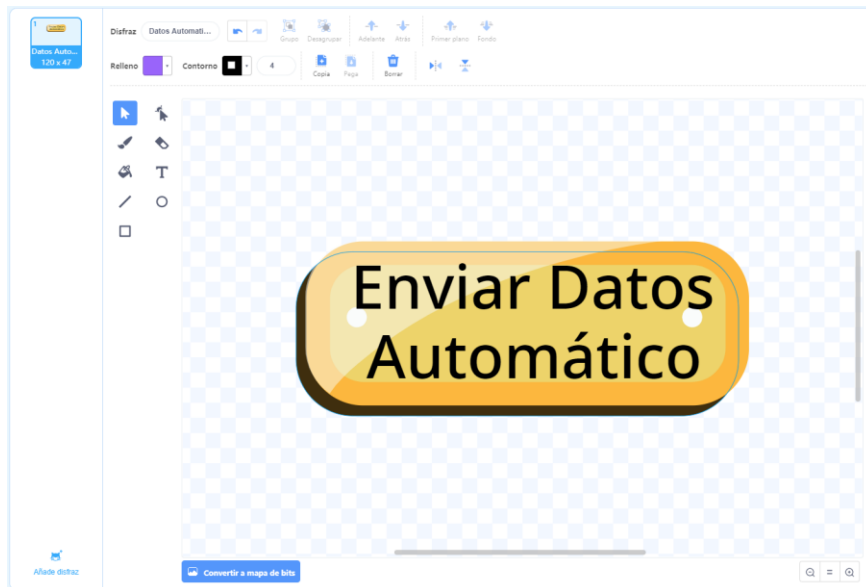 1
Datos Auto...
120 x 47
Disfraz
Datos Automati...
Grupo
Desagrupar
Adelante
Atrás
Primer plano
Fondo
Relleno
Contorno
4
Copia
Pega
Borrar
T
Enviar Datos
Automático
Añade disfraz
Convertir a mapa de bits